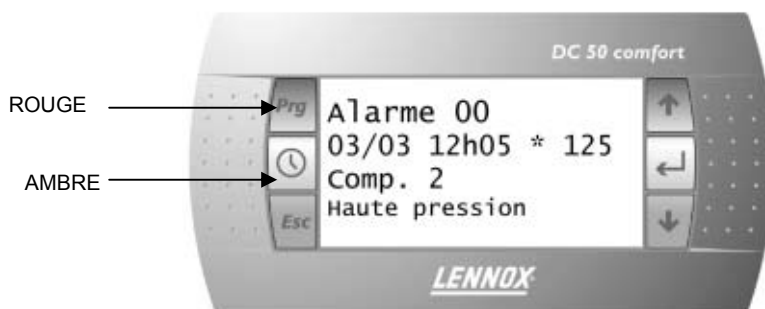 DC 50 comfort
ROUGE
Prg
Alarme 00
03/03 12h05 * 125
AMBRE
Comp. 2
Esc
Haute pression
LENNOX